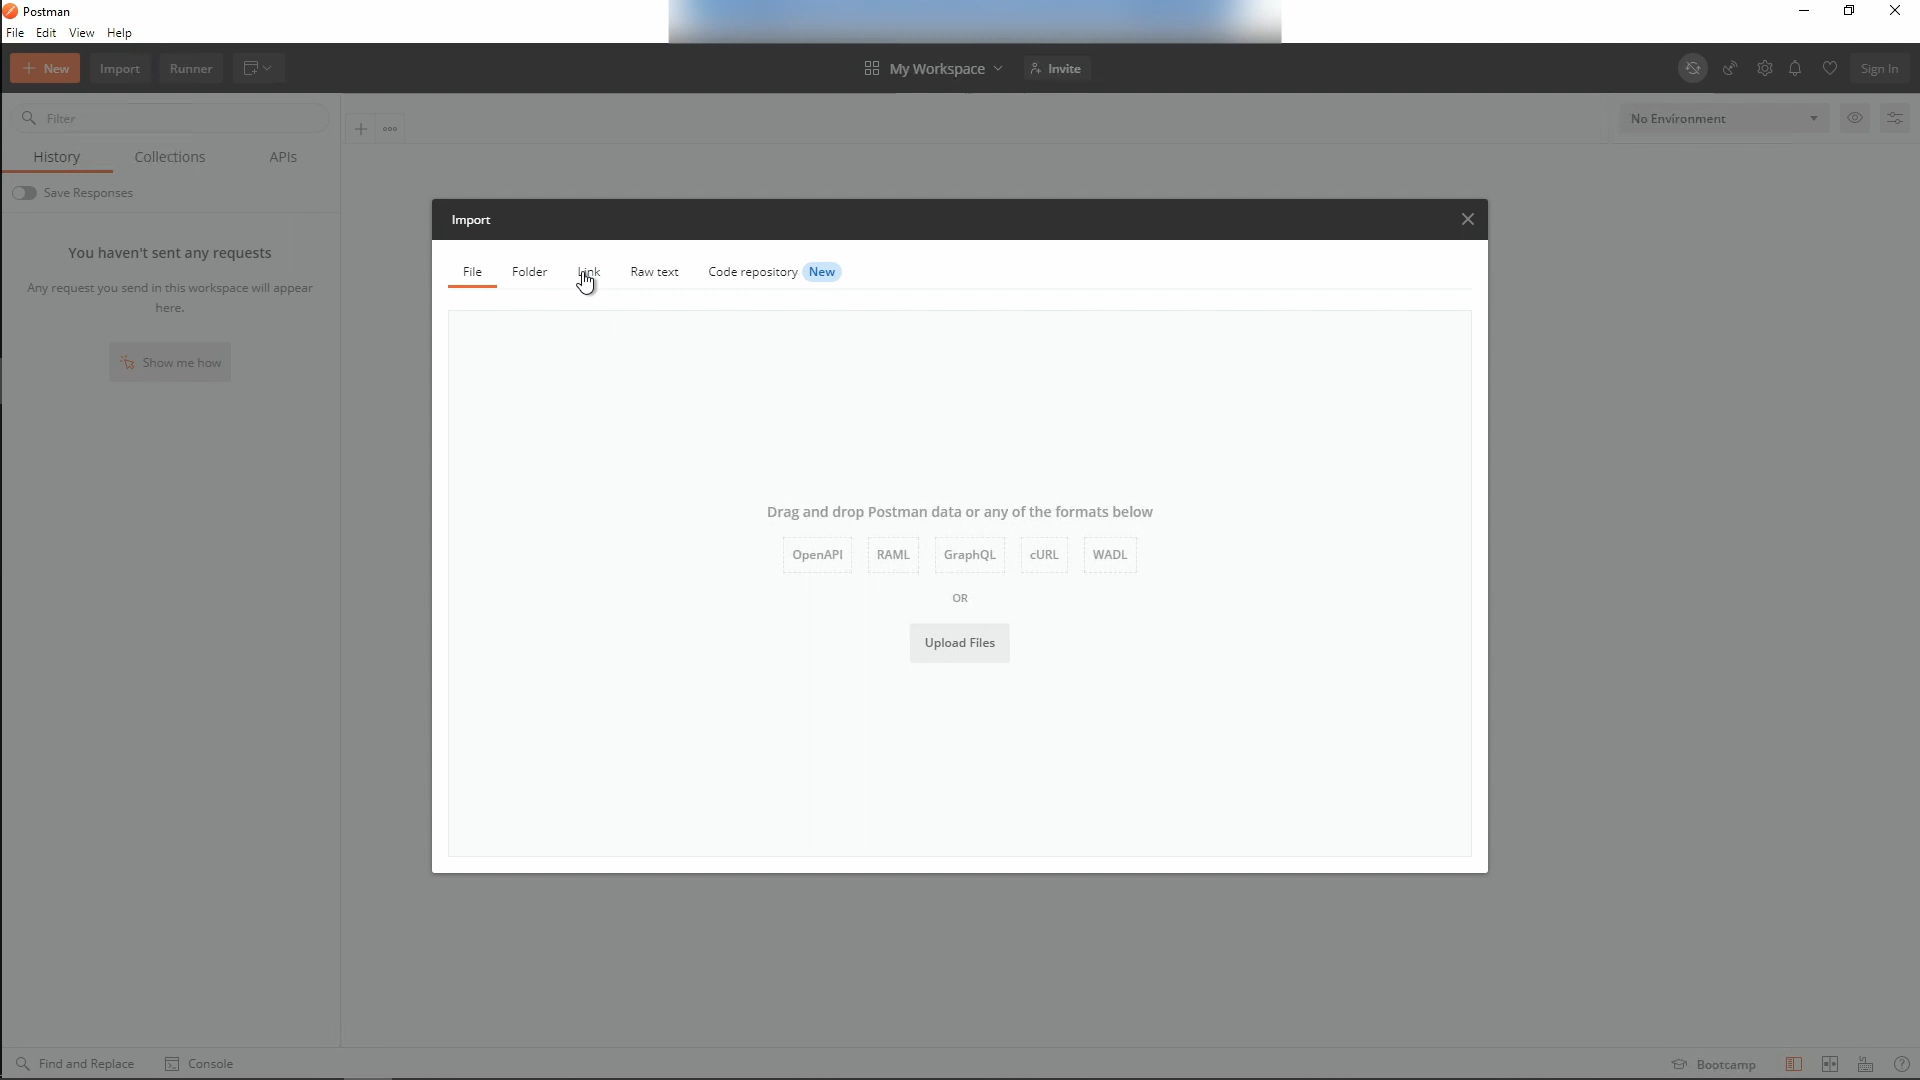 Postman
File Edit View Help
New Import Runner My Workspace Invite Sign In
Filter
No Environment
History Collections APIs
Save Responses
You haven't sent any requests
Any request you send in this workspace will appear
here.
Show me how
Import
File Folder Link Raw text Code repository New
Drag and drop Postman data or any of the formats below
OpenAPI RAML GraphQL cURL WADL
OR
Upload Files
Find and Replace Console Bootcamp